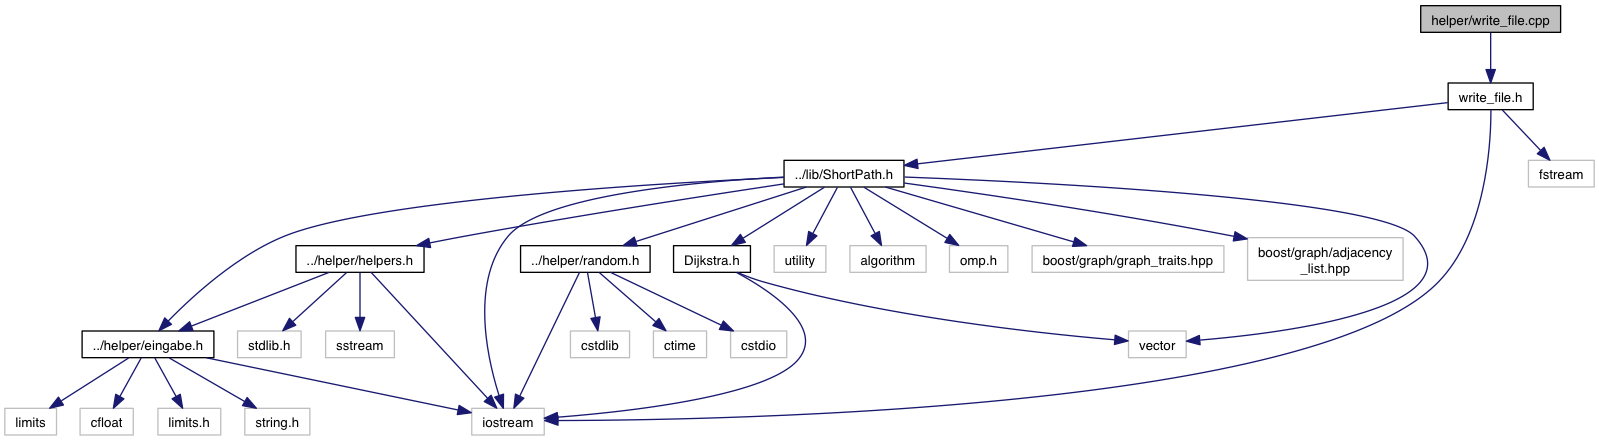 helper/write_file.cpp
write_file.h
../lib/ShortPath.h
fstream
../helper/helpers.h
../helper/random.h
Dijkstra.h
utility
algorithm
omp.h
boost/graph/graph_traits.hpp
boost/graph/adjacency
_list.hpp
../helper/eingabe.h
stdlib.h
sstream
cstdlib
ctime
cstdio
vector
limits
cfloat
limits.h
string.h
iostream